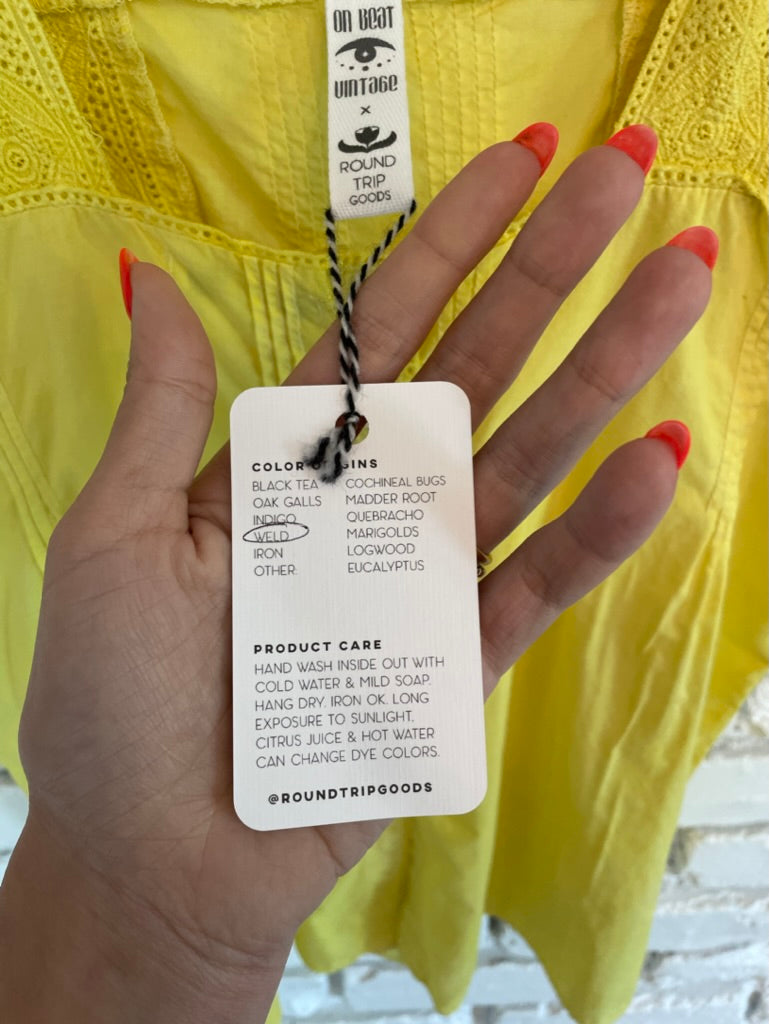 ON BEAT
VINTAGE
x
ROUND
TRIP
GOODS
BLACK TEA
OAK GALLS
INDIGO
WELD
IRON
OTHER:
COCHINEAL BUGS
MADDER ROOT
QUEBRACHO
MARIGOLDS
LOGWOOD
EUCALYPTUS
PRODUCT CARE
HAND WASH INSIDE OUT WITH
COLD WATER & MILD SOAP.
HANG DRY. IRON OK. LONG
EXPOSURE TO SUNLIGHT,
CITRUS JUICE & HOT WATER
CAN CHANGE DYE COLORS.
@ROUNDTRIPGOODS